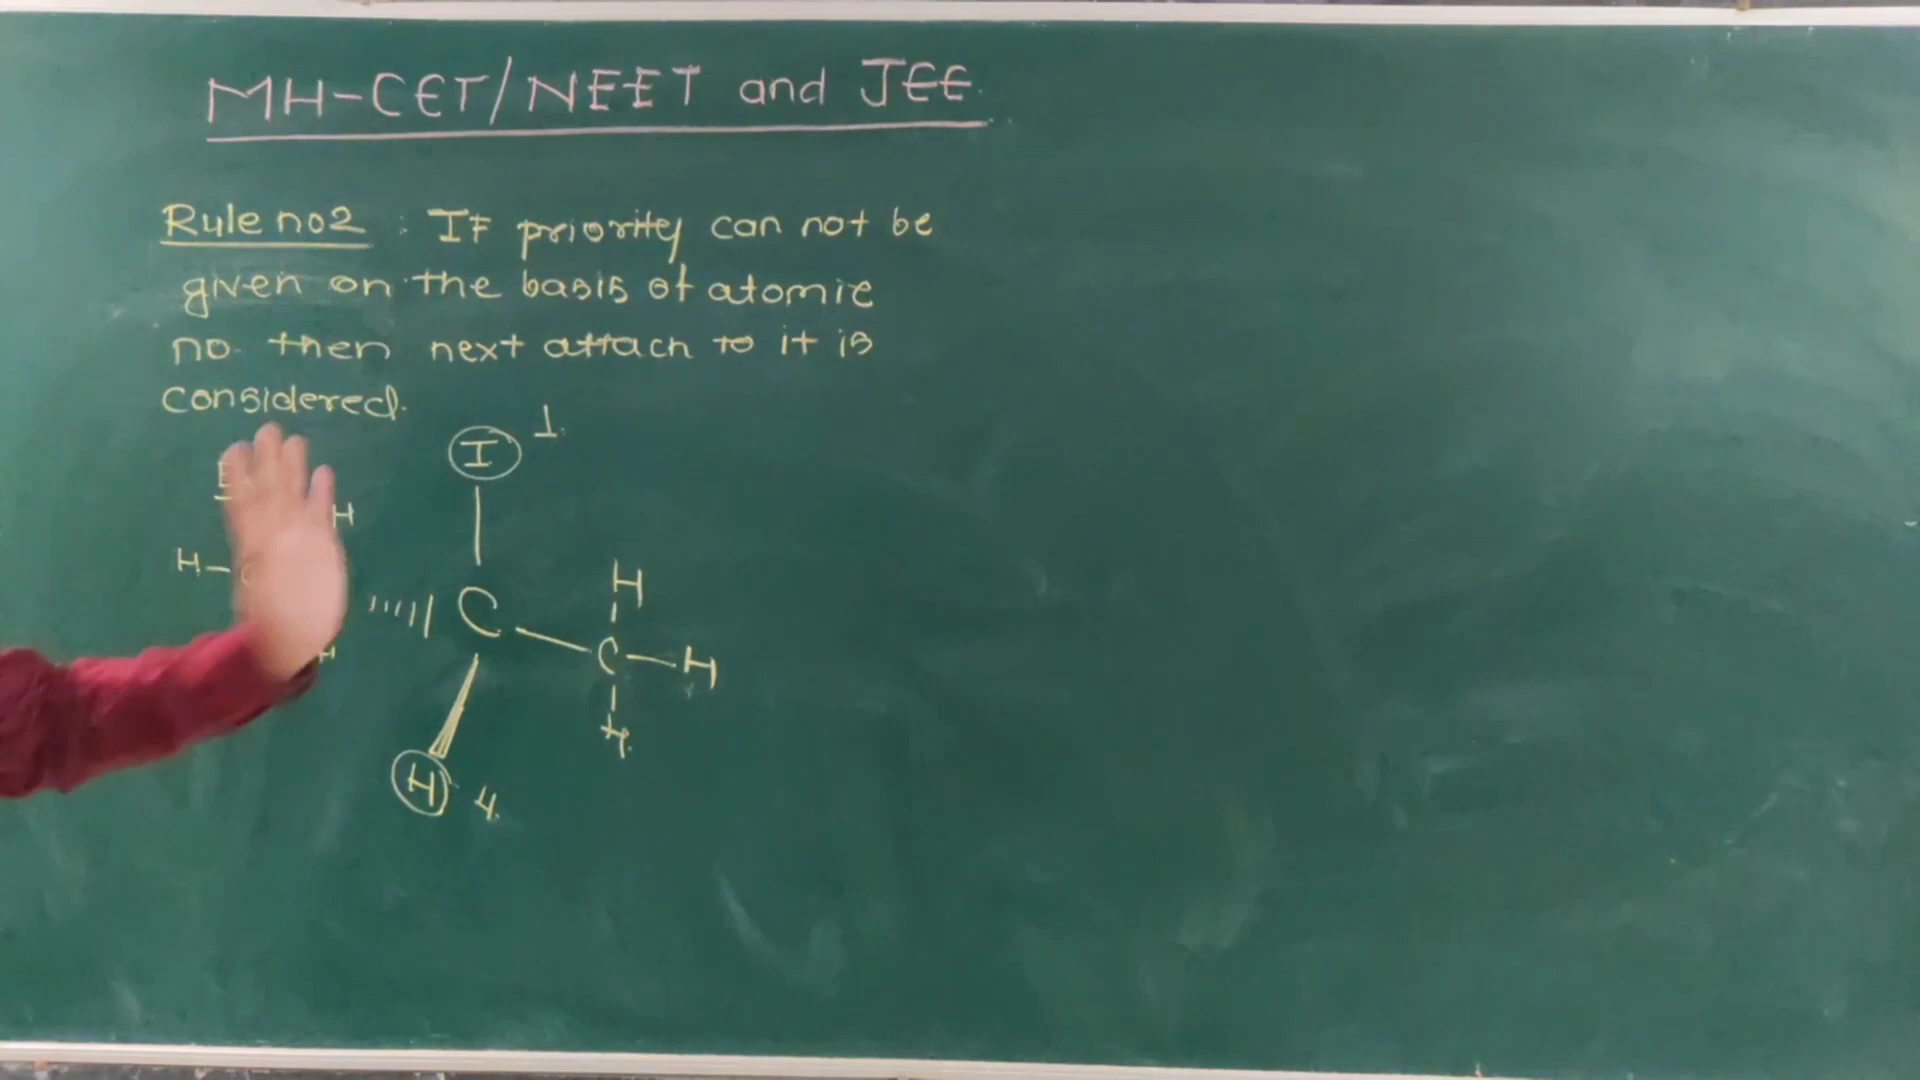 MH-CET/NEET and JEE.
Rule no2 : IF priority can not be
given on the basis of atomic
no. then next attach to it is
considered.
I 1.
H
H-
C
H
C-H
H
H 4.